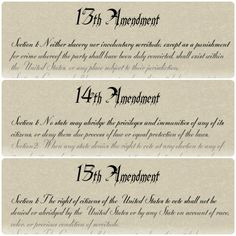 13th Amendment
Section 1: Neither slavery nor involuntary servitude, except as a punishment
for crime whereof the party shall have been duly convicted, shall exist within
the United States, or any place subject to their jurisdiction.
14th Amendment
Section 1: No state may abridge the privileges and immunities of any of its
citizens, or deny them due process of law or equal protection of the laws.
Section 2: When any state denies the right to vote at any election to any of
15th Amendment
Section 1: The right of citizens of the United States to vote shall not be
denied or abridged by the United States or by any State on account of race,
color, or previous condition of servitude.